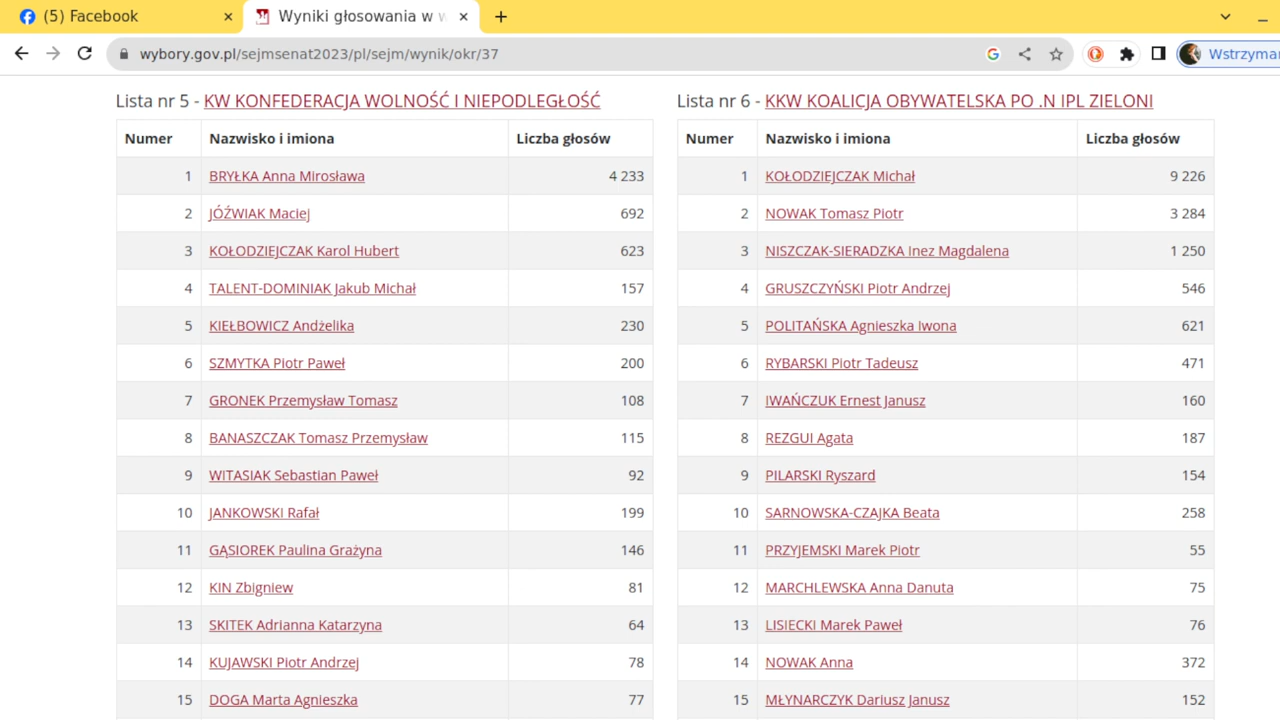 (5) Facebook
Wyniki głosowania w w
wybory.gov.pl/sejmsenat2023/pl/sejm/wynik/okr/37
Wstrzymar
Lista nr 5 - KW KONFEDERACJA WOLNOŚĆ I NIEPODLEGŁOŚĆ
Numer Nazwisko i imiona Liczba głosów
1 BRYŁKA Anna Mirosława 4 233
2 JÓŹWIAK Maciej 692
3 KOŁODZIEJCZAK Karol Hubert 623
4 TALENT-DOMINIAK Jakub Michał 157
5 KIEŁBOWICZ Andżelika 230
6 SZMYTKA Piotr Paweł 200
7 GRONEK Przemysław Tomasz 108
8 BANASZCZAK Tomasz Przemysław 115
9 WITASIAK Sebastian Paweł 92
10 JANKOWSKI Rafał 199
11 GĄSIOREK Paulina Grażyna 146
12 KIN Zbigniew 81
13 SKITEK Adrianna Katarzyna 64
14 KUJAWSKI Piotr Andrzej 78
15 DOGA Marta Agnieszka 77
Lista nr 6 - KKW KOALICJA OBYWATELSKA PO .N IPL ZIELONI
Numer Nazwisko i imiona Liczba głosów
1 KOŁODZIEJCZAK Michał 9 226
2 NOWAK Tomasz Piotr 3 284
3 NISZCZAK-SIERADZKA Inez Magdalena 1 250
4 GRUSZCZYŃSKI Piotr Andrzej 546
5 POLITAŃSKA Agnieszka Iwona 621
6 RYBARSKI Piotr Tadeusz 471
7 IWAŃCZUK Ernest Janusz 160
8 REZGUI Agata 187
9 PILARSKI Ryszard 154
10 SARNOWSKA-CZAJKA Beata 258
11 PRZYJEMSKI Marek Piotr 55
12 MARCHLEWSKA Anna Danuta 75
13 LISIECKI Marek Paweł 76
14 NOWAK Anna 372
15 MŁYNARCZYK Dariusz Janusz 152